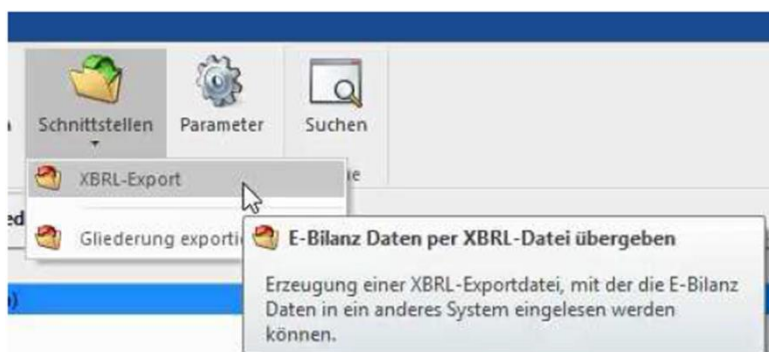 Schnittstellen Parameter Suchen
XBRL-Export
Gliederung
E-Bilanz Daten per XBRL-Datei übergeben
Erzeugung einer XBRL-Exportdatei, mit der die E-Bilanz
Daten in ein anderes System eingelesen werden
können.